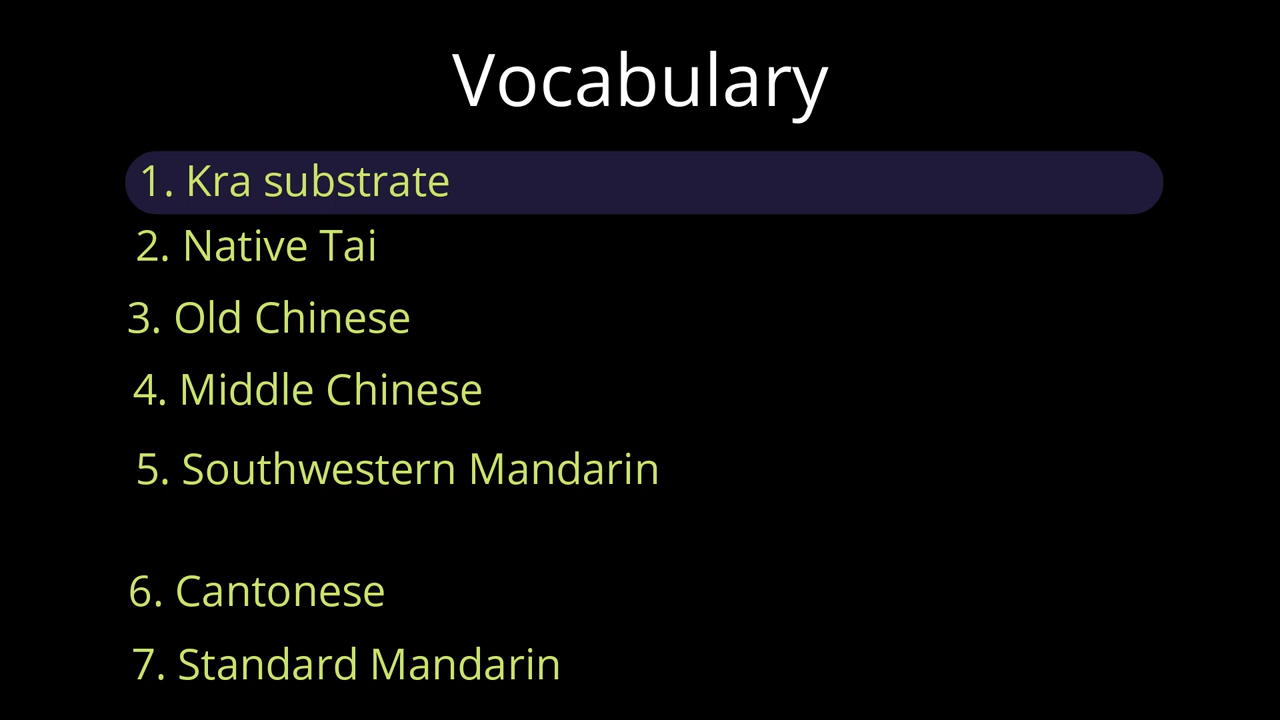 Vocabulary
1. Kra substrate
2. Native Tai
3. Old Chinese
4. Middle Chinese
5. Southwestern Mandarin
6. Cantonese
7. Standard Mandarin